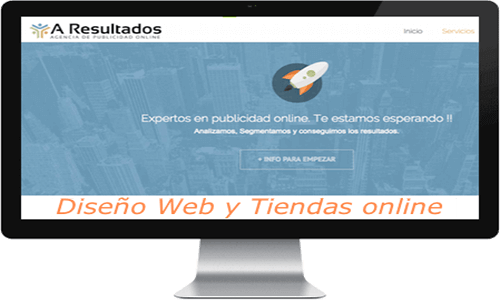 A Resultados
AGENCIA DE PUBLICIDAD ONLINE
Inicio
Servicios
Expertos en publicidad online. Te estamos esperando !!
Analizamos, Segmentamos y conseguimos los resultados.
+ INFO PARA EMPEZAR
Diseño Web y Tiendas online